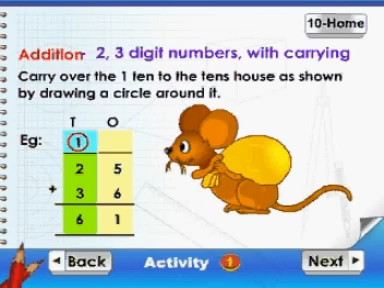 10-Home
Addition- 2, 3 digit numbers, with carrying
Carry over the 1 ten to the tens house as shown
by drawing a circle around it.
T O
Eg: 1
2 5
+ 3 6
6 1
Back Activity 1 Next